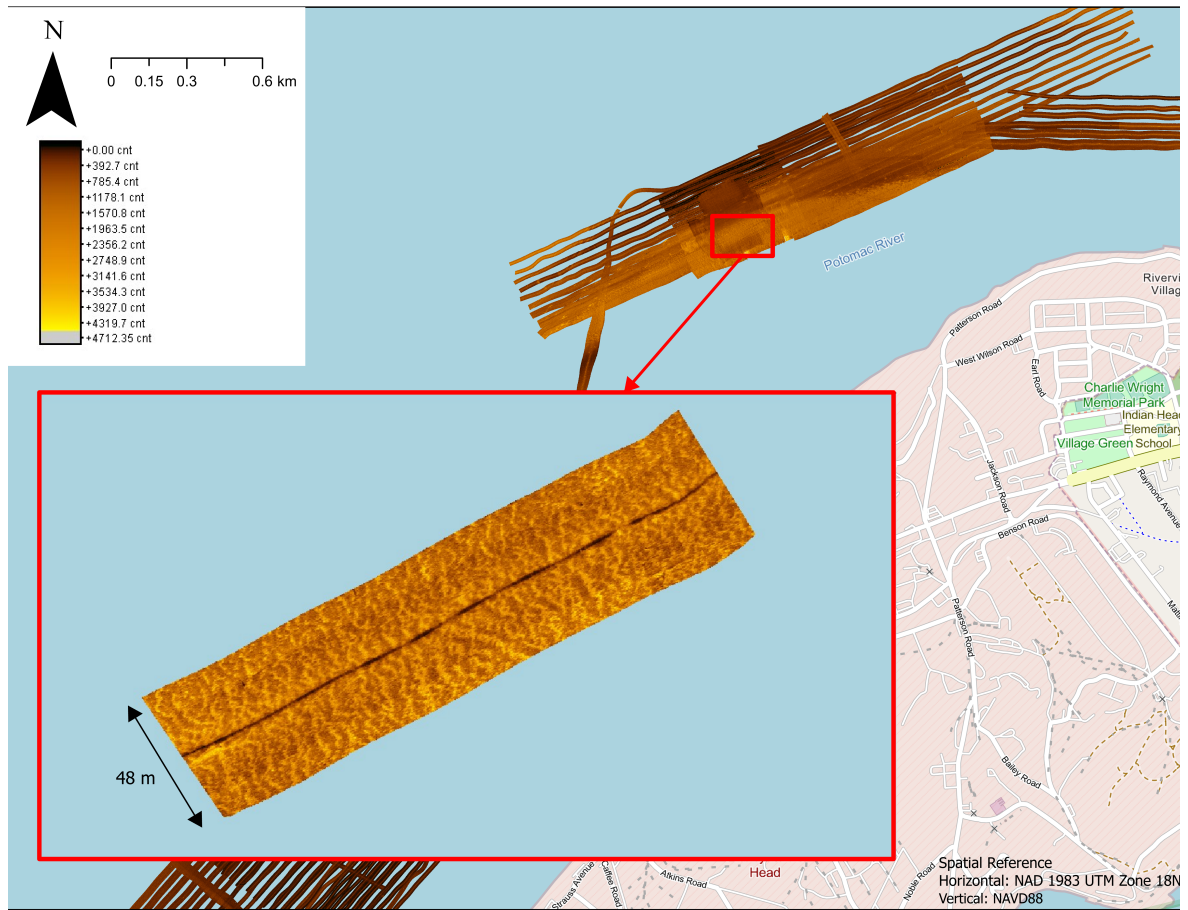 N
0 0.15 0.3 0.6 km
+0.00 cnt
+392.7 cnt
+785.4 cnt
+1178.1 cnt
+1570.8 cnt
+1963.5 cnt
+2356.2 cnt
+2748.9 cnt
+3141.6 cnt
+3534.3 cnt
+3927.0 cnt
+4319.7 cnt
+4712.35 cnt
Potomac River
Patterson Road
West Wilson Road
Earl Road
Charlie Wright
Memorial Park
Indian Head
Elementary
School
Village Green
Jackson Road
Raymond Avenue
Benson Road
Patterson Road
Bailey Road
48 m
Strauss Avenue
Caffee Road
Atkins Road
Head
Noble Road
Spatial Reference
Horizontal: NAD 1983 UTM Zone 18N
Vertical: NAVD88